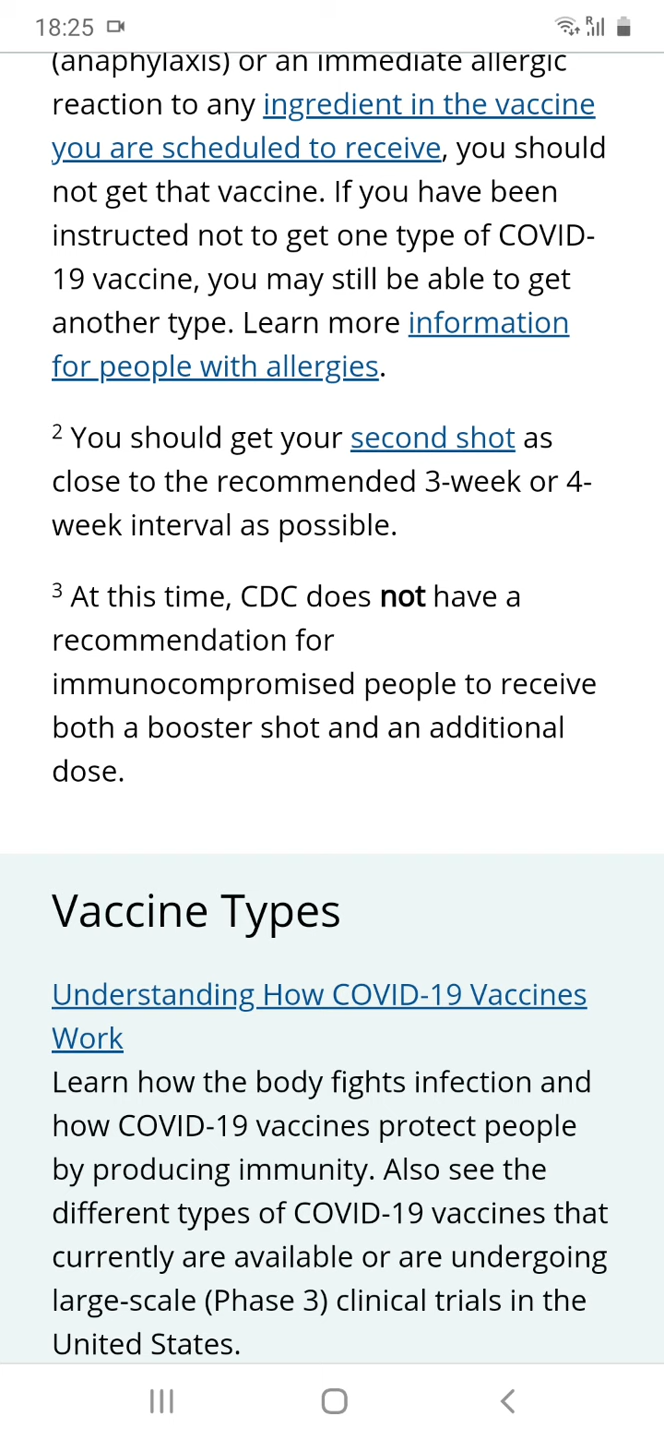 18:25
R
(anaphylaxis) or an immediate allergic
reaction to any ingredient in the vaccine
you are scheduled to receive, you should
not get that vaccine. If you have been
instructed not to get one type of COVID-
19 vaccine, you may still be able to get
another type. Learn more information
for people with allergies.
2 You should get your second shot as
close to the recommended 3-week or 4-
week interval as possible.
3 At this time, CDC does not have a
recommendation for
immunocompromised people to receive
both a booster shot and an additional
dose.
Vaccine Types
Understanding How COVID-19 Vaccines
Work
Learn how the body fights infection and
how COVID-19 vaccines protect people
by producing immunity. Also see the
different types of COVID-19 vaccines that
currently are available or are undergoing
large-scale (Phase 3) clinical trials in the
United States.